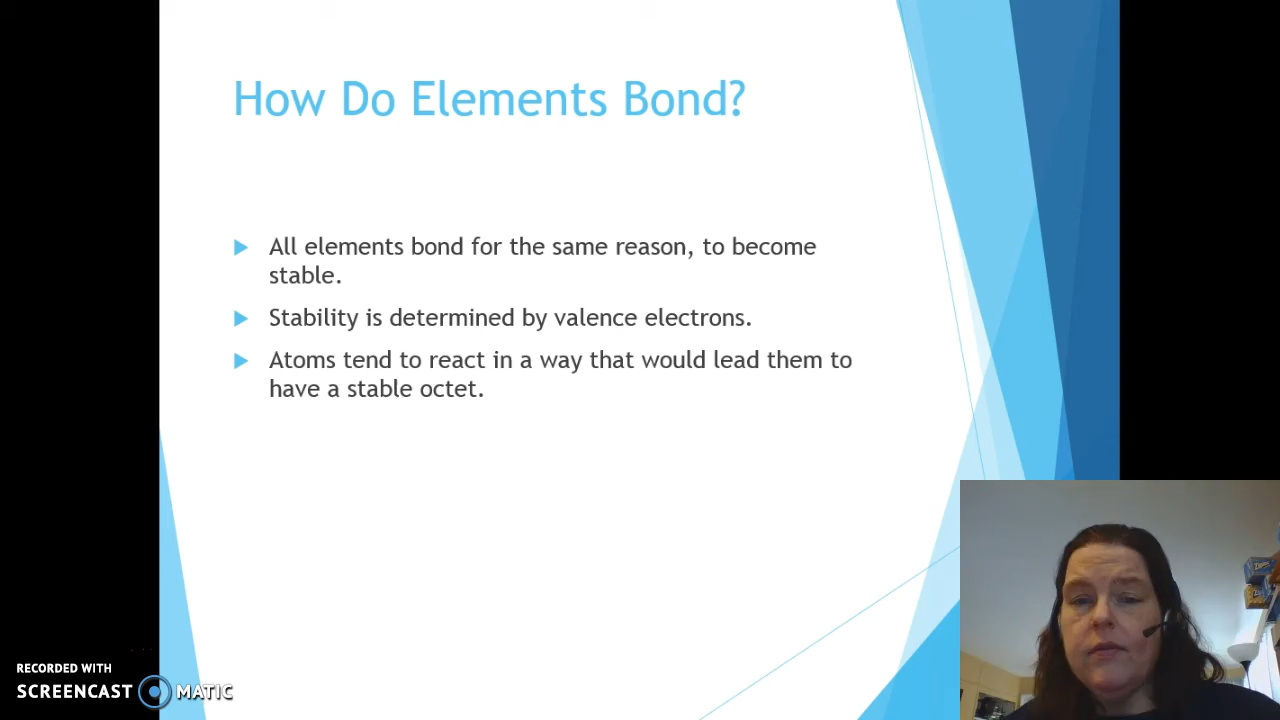 How Do Elements Bond?
All elements bond for the same reason, to become
stable.
Stability is determined by valence electrons.
Atoms tend to react in a way that would lead them to
have a stable octet.
RECORDED WITH
SCREENCAST MATIC